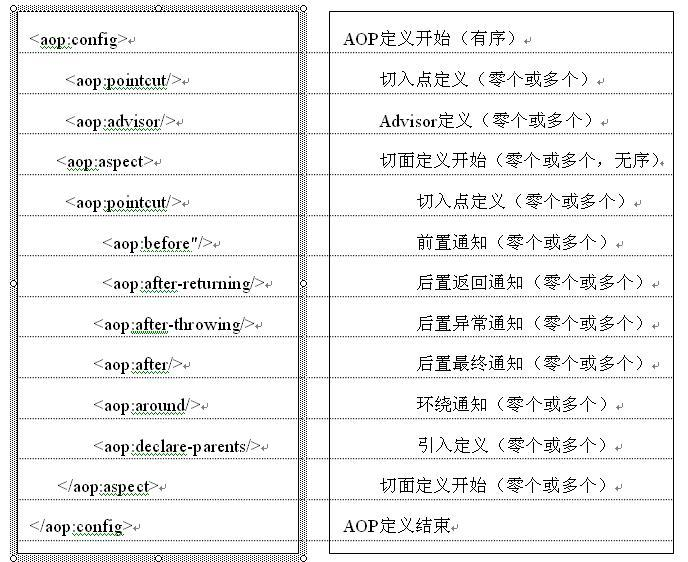 <aop:config> AOP定义开始（有序）
<aop:pointcut/> 切入点定义（零个或多个）
<aop:advisor/> Advisor定义（零个或多个）
<aop:aspect> 切面定义开始（零个或多个，无序）
<aop:pointcut/> 切入点定义（零个或多个）
<aop:before"/> 前置通知（零个或多个）
<aop:after-returning/> 后置返回通知（零个或多个）
<aop:after-throwing/> 后置异常通知（零个或多个）
<aop:after/> 后置最终通知（零个或多个）
<aop:around/> 环绕通知（零个或多个）
<aop:declare-parents/> 引入定义（零个或多个）
</aop:aspect> 切面定义开始（零个或多个）
</aop:config> AOP定义结束